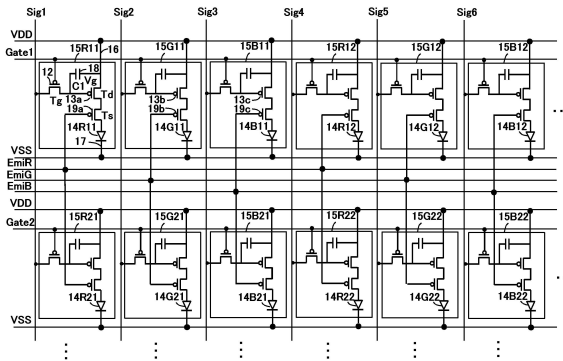 Sig1 Sig2 Sig3 Sig4 Sig5 Sig6
VDD
15R11 16 15G11 15B11 15R12 15G12 15B12
Gate1
12 18
C1 Vg
Tg 13a Td 13b 13c
19a Ts 19b 19c
14R11 14G11 14B11 14R12 14G12 14B12
17
VSS
EmiR
EmiG
EmiB
VDD
15R21 15G21 15B21 15R22 15G22 15B22
Gate2
14R21 14G21 14B21 14R22 14G22 14B22
VSS